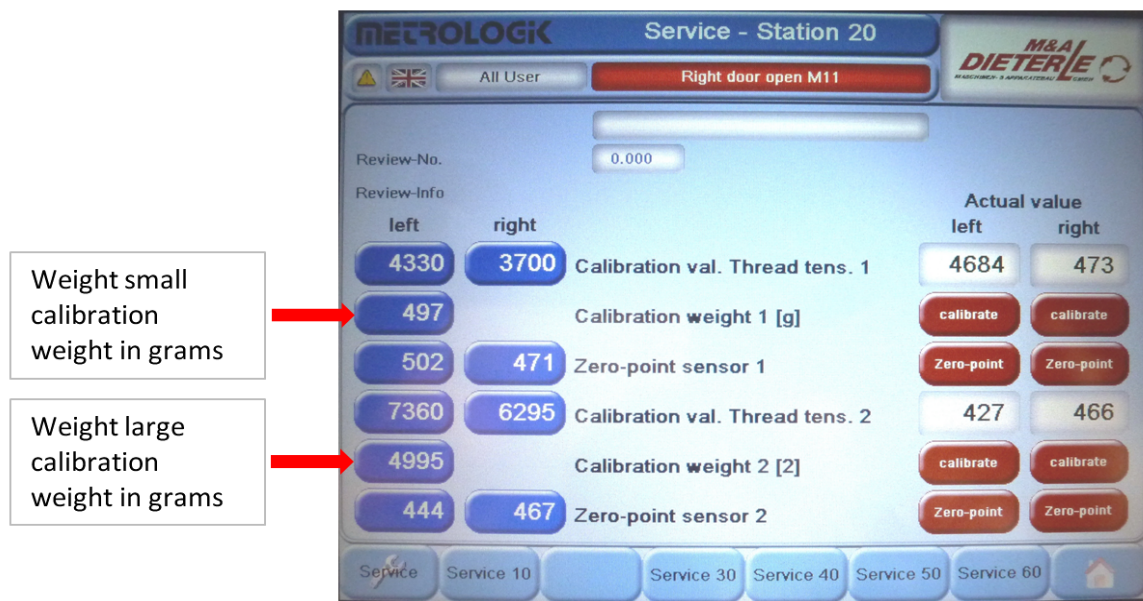 METROLOGiK
Service - Station 20
M&A
DIETERLE
MASCHINEN- & APPARATEBAU GMBH
All User
Right door open M11
Review-No.
0.000
Review-Info
Actual value
left right
left right
4330 3700 Calibration val. Thread tens. 1 4684 473
Weight small
calibration
weight in grams
497 Calibration weight 1 [g] calibrate calibrate
502 471 Zero-point sensor 1 Zero-point Zero-point
7360 6295 Calibration val. Thread tens. 2 427 466
Weight large
calibration
weight in grams
4995 Calibration weight 2 [2] calibrate calibrate
444 467 Zero-point sensor 2 Zero-point Zero-point
Service Service 10 Service 30 Service 40 Service 50 Service 60